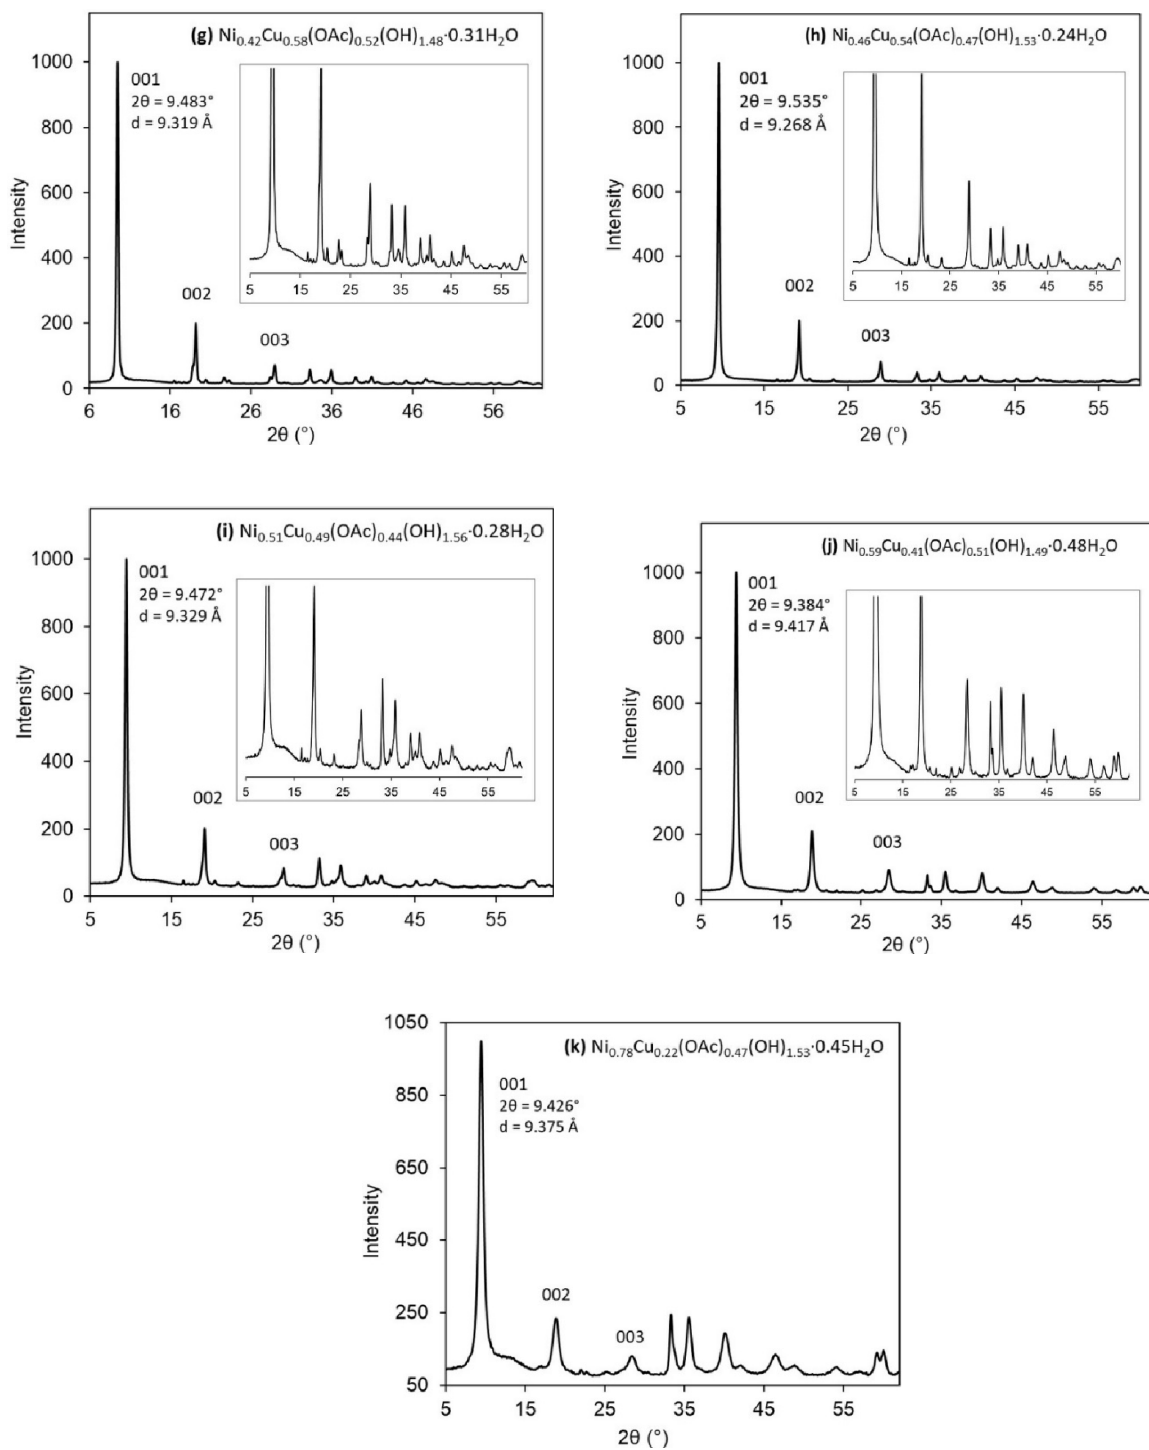 (g) Ni0.42Cu0.58(OAc)0.52(OH)1.48·0.31H2O
001
2θ = 9.483°
d = 9.319 Å
002
003
Intensity
1000
800
600
400
200
0
6 16 26 36 46 56
2θ (°)
5 15 25 35 45 55
(h) Ni0.46Cu0.54(OAc)0.47(OH)1.53·0.24H2O
001
2θ = 9.535°
d = 9.268 Å
002
003
Intensity
1000
800
600
400
200
0
5 15 25 35 45 55
2θ (°)
5 15 25 35 45 55
(i) Ni0.51Cu0.49(OAc)0.44(OH)1.56·0.28H2O
001
2θ = 9.472°
d = 9.329 Å
002
003
Intensity
1000
800
600
400
200
0
5 15 25 35 45 55
2θ (°)
5 15 25 35 45 55
(j) Ni0.59Cu0.41(OAc)0.51(OH)1.49·0.48H2O
001
2θ = 9.384°
d = 9.417 Å
002
003
Intensity
1000
800
600
400
200
0
5 15 25 35 45 55
2θ (°)
5 15 25 35 45 55
(k) Ni0.78Cu0.22(OAc)0.47(OH)1.53·0.45H2O
001
2θ = 9.426°
d = 9.375 Å
002
003
Intensity
1050
850
650
450
250
50
5 15 25 35 45 55
2θ (°)